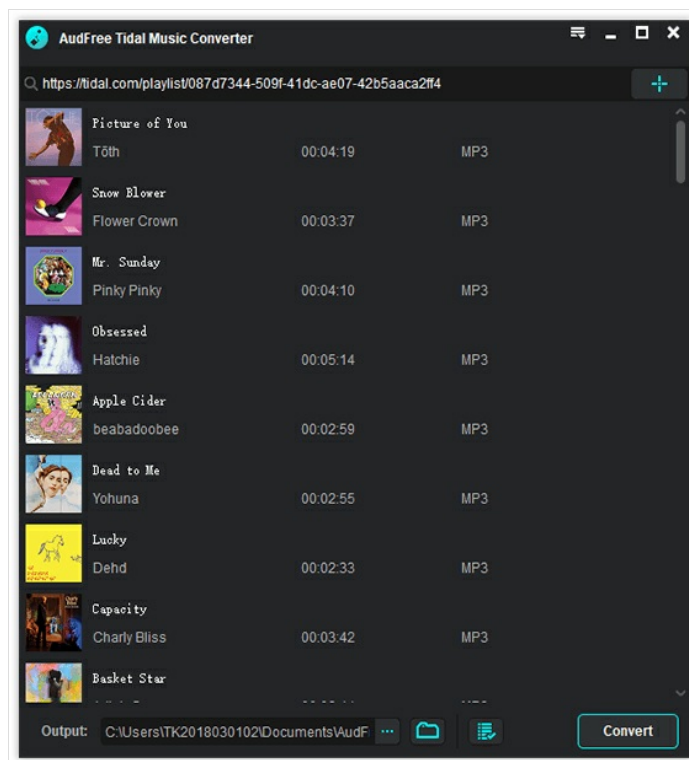 AudFree Tidal Music Converter
https://tidal.com/playlist/087d7344-509f-41dc-ae07-42b5aaca2ff4
Picture of You
Tōth 00:04:19 MP3
Snow Blower
Flower Crown 00:03:37 MP3
Mr. Sunday
Pinky Pinky 00:04:10 MP3
Obsessed
Hatchie 00:05:14 MP3
Apple Cider
beabadoobee 00:02:59 MP3
Dead to Me
Yohuna 00:02:55 MP3
Lucky
Dehd 00:02:33 MP3
Capacity
Charly Bliss 00:03:42 MP3
Basket Star
Output: C:\Users\TK2018030102\Documents\AudF ... Convert